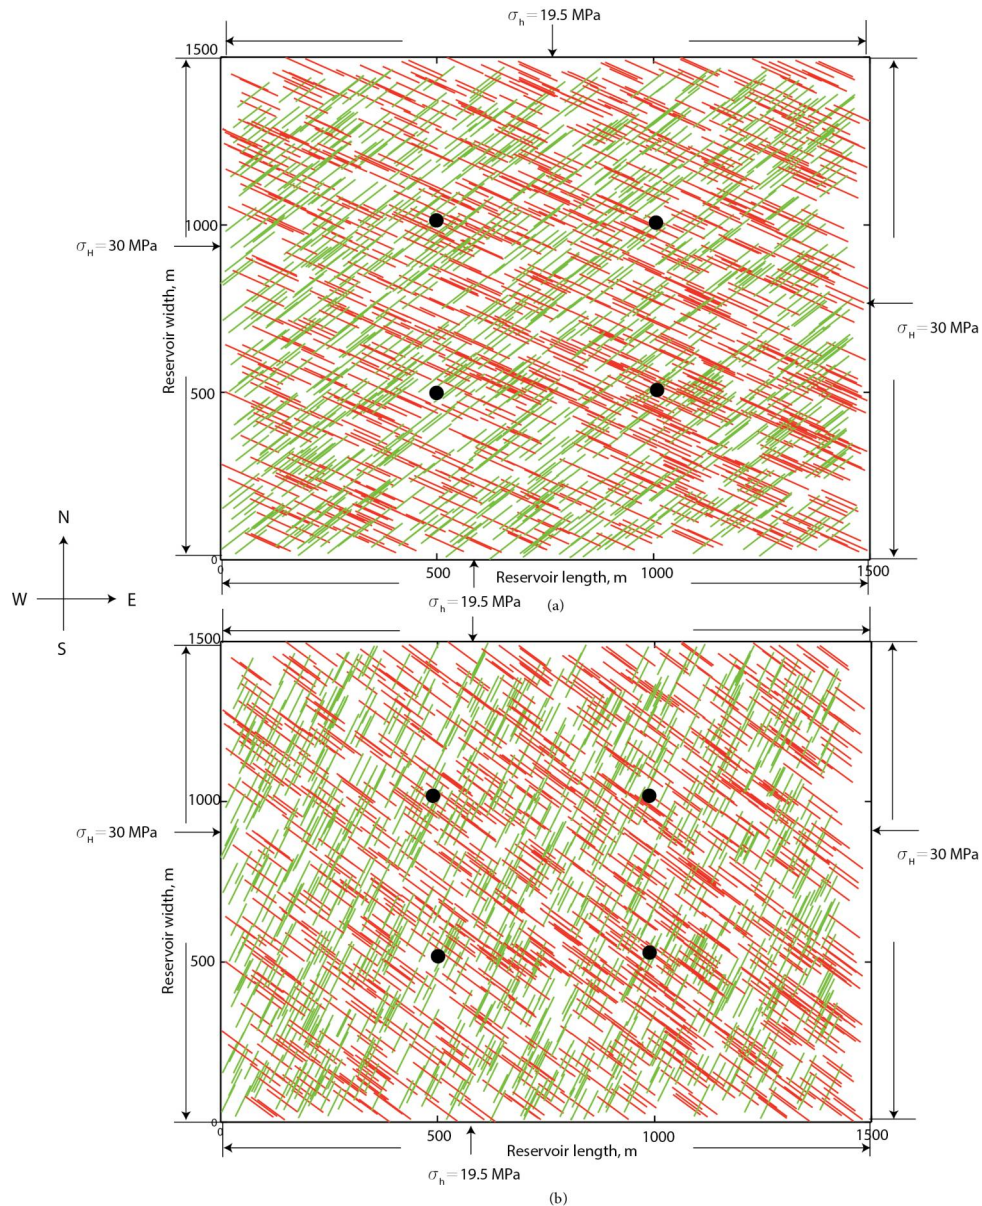 σh=19.5 MPa
1500
1000
σH=30 MPa
Reservoir width, m
σH=30 MPa
500
N
0
0
500
Reservoir length, m
1000
1500
W
E
σh=19.5 MPa
(a)
S
1500
1000
σH=30 MPa
σH=30 MPa
Reservoir width, m
500
0
0
500
Reservoir length, m
1000
1500
σh=19.5 MPa
(b)